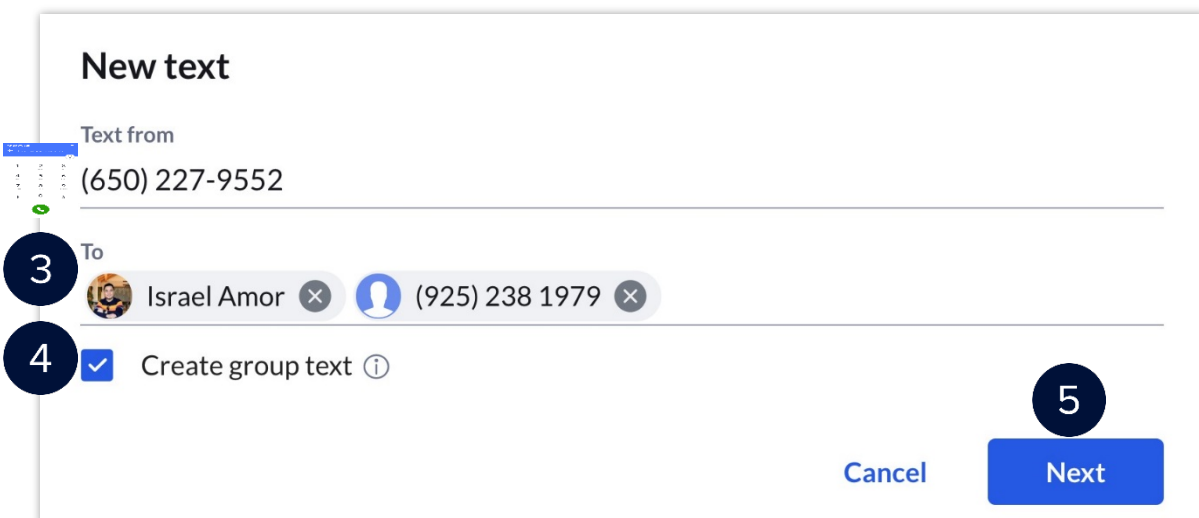 New text
Text from
(650) 227-9552
3
To
Israel Amor
(925) 238 1979
4
Create group text
5
Cancel
Next